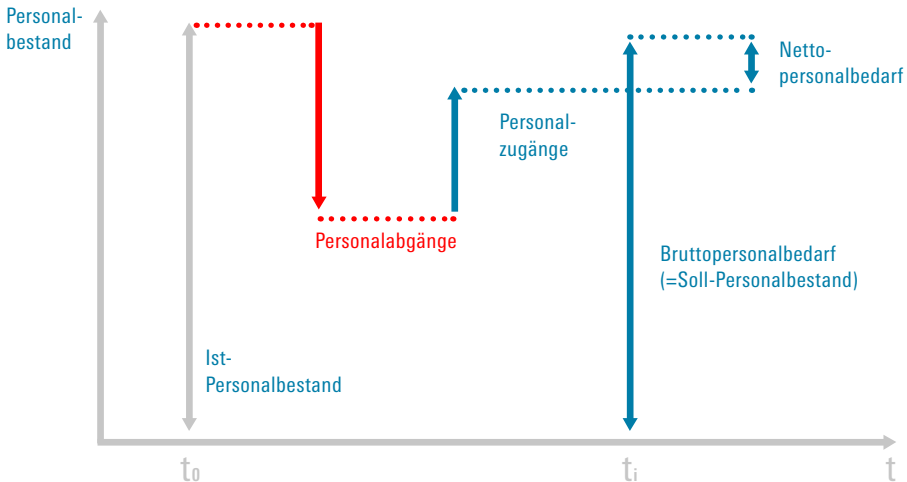 Personal-
bestand
Netto-
personalbedarf
Personal-
zugänge
Personalabgänge
Bruttopersonalbedarf
(=Soll-Personalbestand)
Ist-
Personalbestand
t0
ti
t